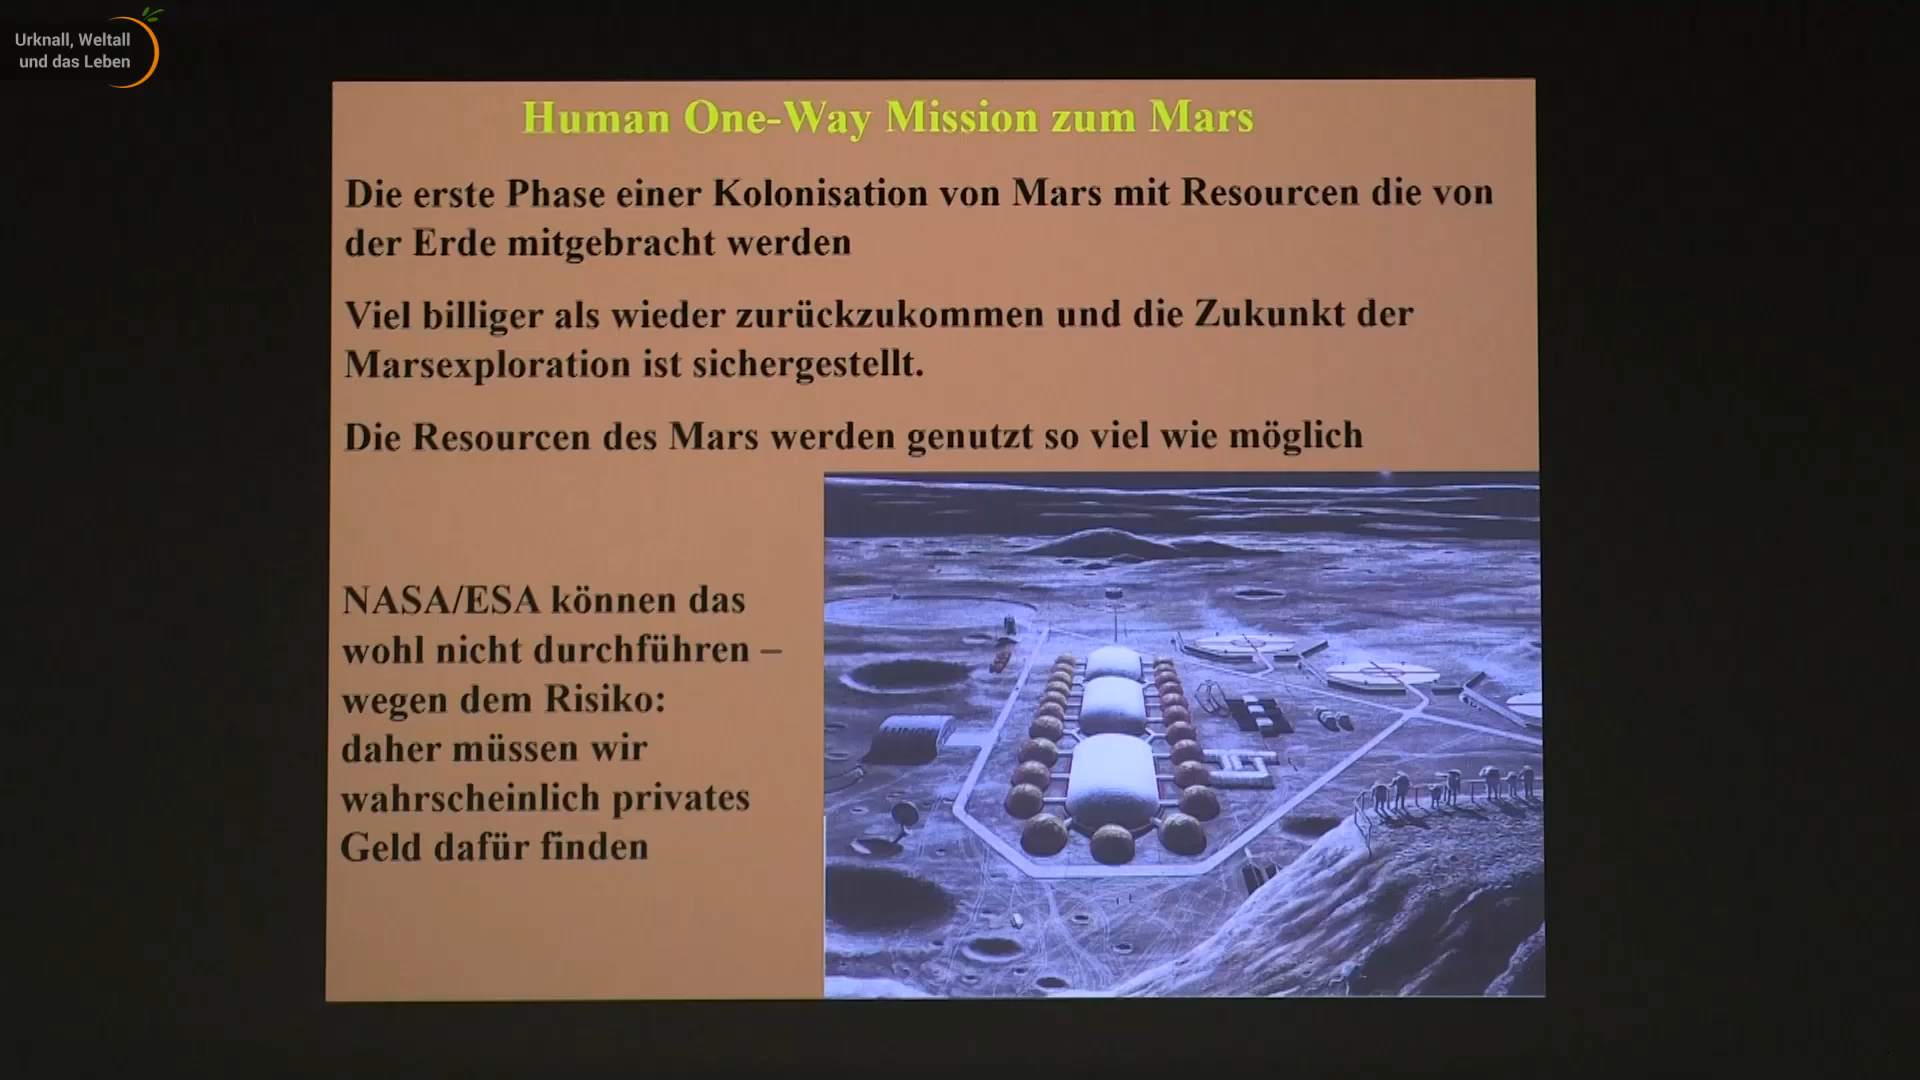 Urknall, Weltall
und das Leben
Human One-Way Mission zum Mars
Die erste Phase einer Kolonisation von Mars mit Resourcen die von
der Erde mitgebracht werden
Viel billiger als wieder zurückzukommen und die Zukunkt der
Marsexploration ist sichergestellt.
Die Resourcen des Mars werden genutzt so viel wie möglich
NASA/ESA können das
wohl nicht durchführen –
wegen dem Risiko:
daher müssen wir
wahrscheinlich privates
Geld dafür finden